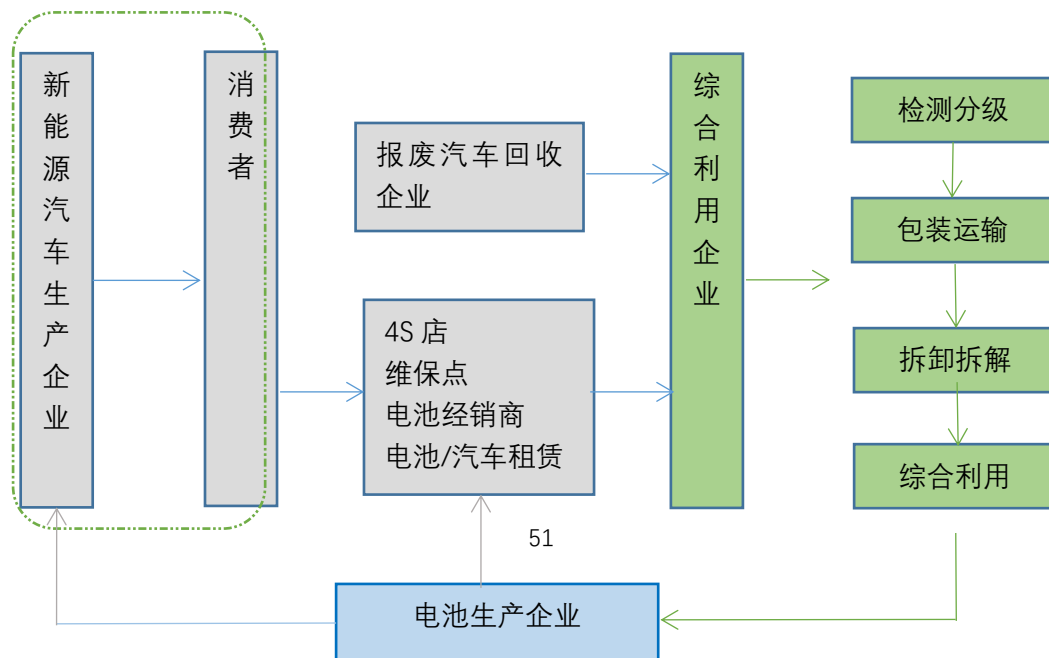 新能源汽车生产企业
消费者
报废汽车回收
企业
4S 店
维保点
电池经销商
电池/汽车租赁
综合利用企业
检测分级
包装运输
拆卸拆解
综合利用
51
电池生产企业